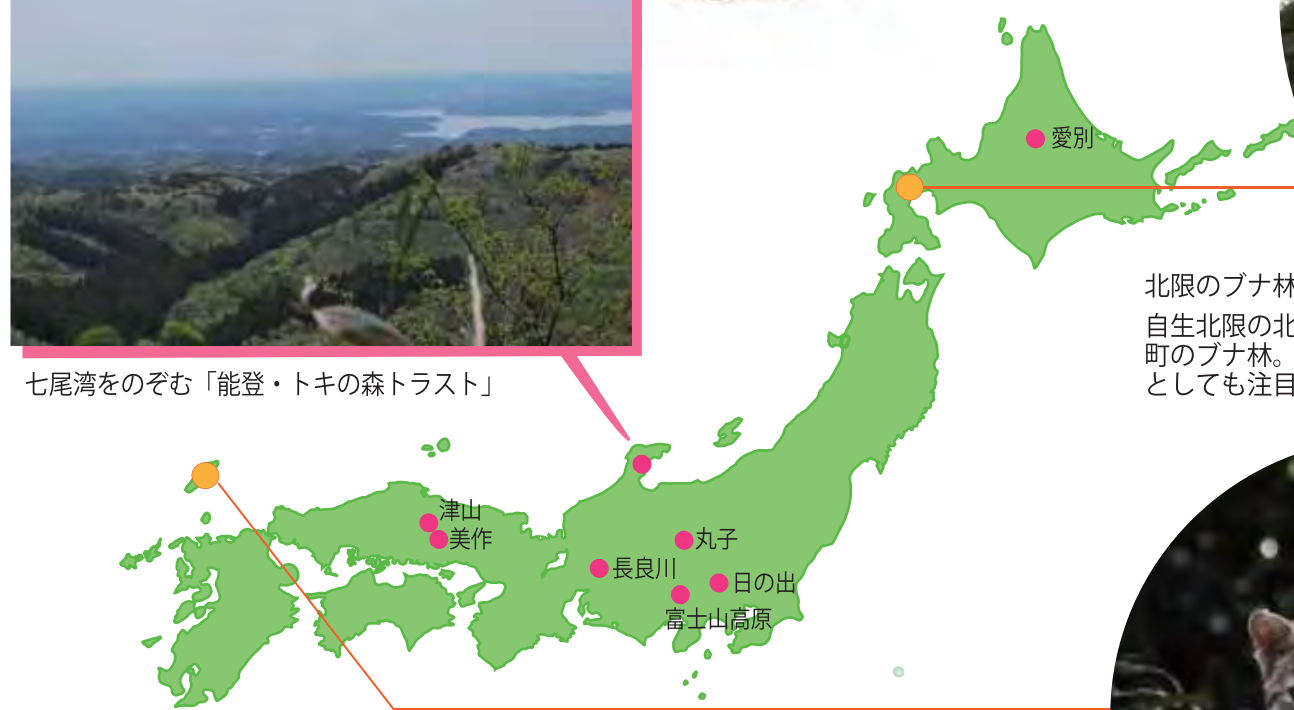 愛別
北限のブナ林
自生北限の北
町のブナ林。
としても注目
七尾湾をのぞむ「能登・トキの森トラスト」
津山
美作
丸子
長良川
日の出
富士山高原